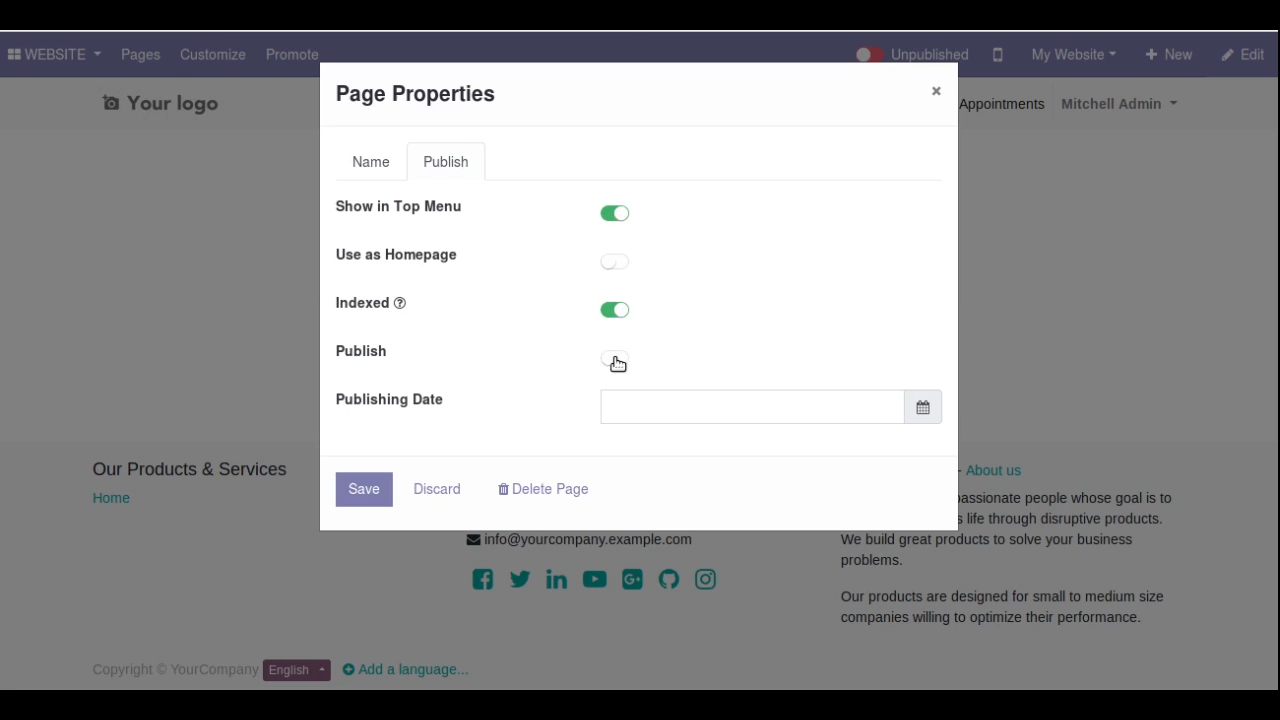 WEBSITE Pages Customize Promote Unpublished My Website New Edit
Your logo Appointments Mitchell Admin
Page Properties ×
Name Publish
Show in Top Menu
Use as Homepage
Indexed
Publish
Publishing Date
Save Discard Delete Page
Our Products & Services
Home
info@yourcompany.example.com
- About us
passionate people whose goal is to
s life through disruptive products.
We build great products to solve your business
problems.
Our products are designed for small to medium size
companies willing to optimize their performance.
Copyright © YourCompany English Add a language...